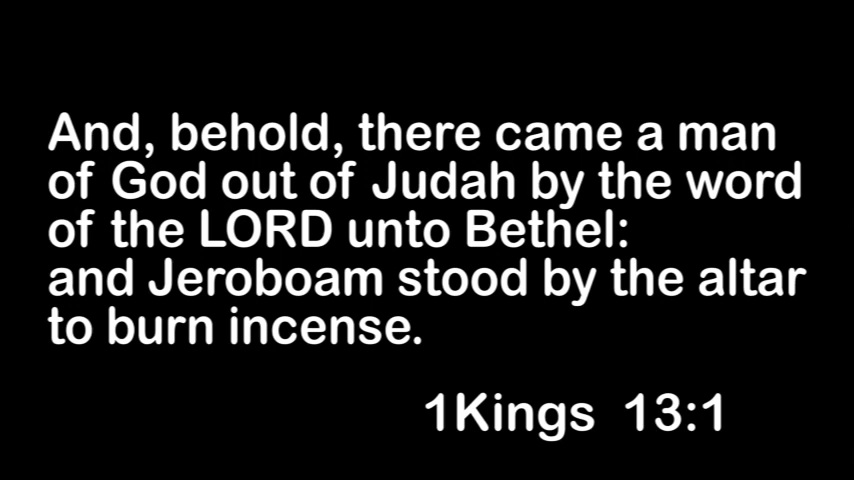 And, behold, there came a man
of God out of Judah by the word
of the LORD unto Bethel:
and Jeroboam stood by the altar
to burn incense.
1Kings 13:1